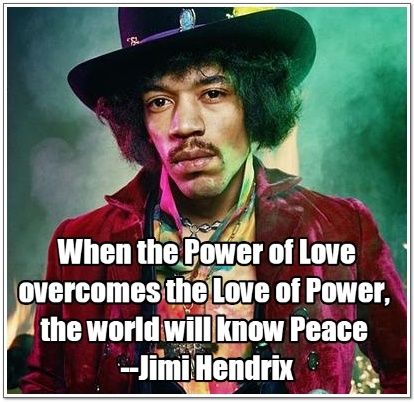 When the Power of Love
overcomes the Love of Power,
the world will know Peace
--Jimi Hendrix